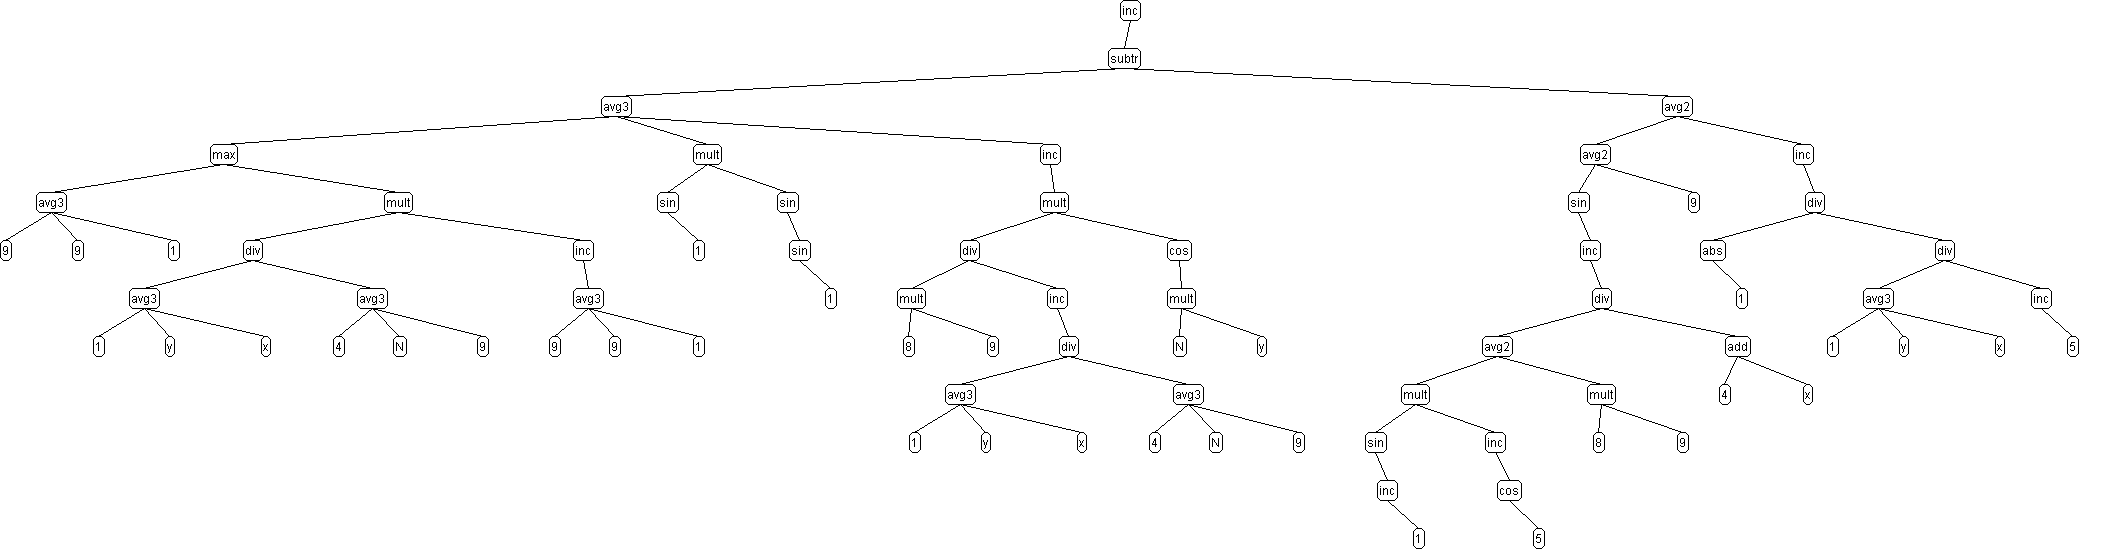 inc
subtr
avg3 avg2
max mult inc avg2 inc
avg3 mult sin sin mult sin 9 div
9 9 1 div inc 1 sin div cos inc abs div
avg3 avg3 avg3 1 mult inc mult div 1 avg3 inc
1 y x 4 N 9 9 9 1 8 9 div N y avg2 add 1 y x 5
avg3 avg3 mult mult 4 x
1 y x 4 N 9 sin inc 8 9
inc cos
1 5